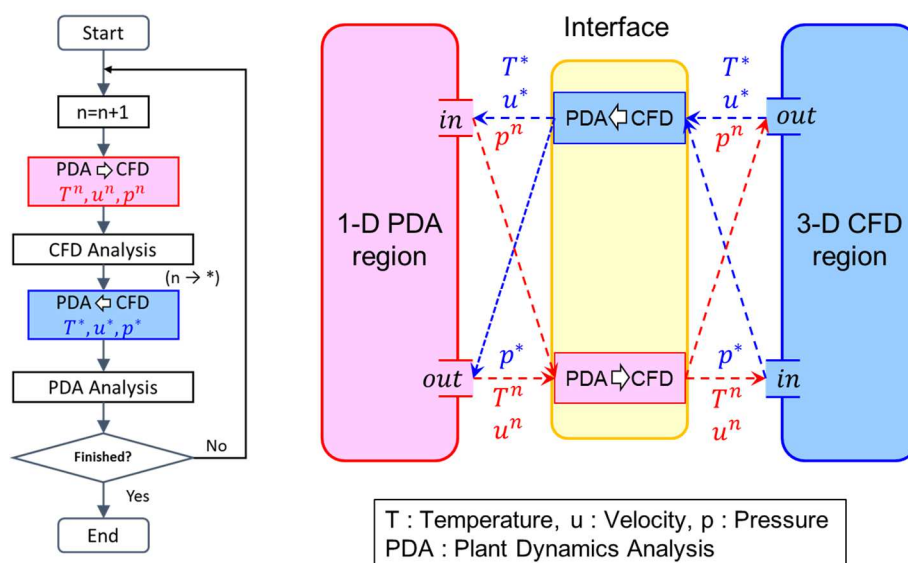 Start
n=n+1
PDA ⇨ CFD
Tⁿ, uⁿ, pⁿ
CFD Analysis
(n → *)
PDA ⇦ CFD
T*, u*, p*
PDA Analysis
Finished?
No
Yes
End
Interface
1-D PDA
region
in
out
T*
u*
pⁿ
PDA ⇦ CFD
T*
u*
pⁿ
p*
Tⁿ
uⁿ
PDA ⇨ CFD
p*
Tⁿ
uⁿ
out
in
3-D CFD
region
T : Temperature, u : Velocity, p : Pressure
PDA : Plant Dynamics Analysis